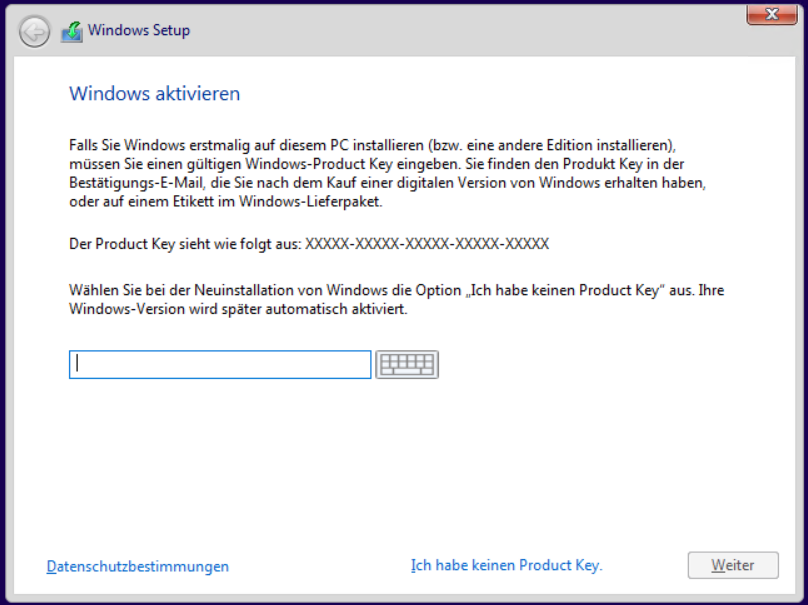 Windows Setup
Windows aktivieren
Falls Sie Windows erstmalig auf diesem PC installieren (bzw. eine andere Edition installieren),
müssen Sie einen gültigen Windows-Product Key eingeben. Sie finden den Produkt Key in der
Bestätigungs-E-Mail, die Sie nach dem Kauf einer digitalen Version von Windows erhalten haben,
oder auf einem Etikett im Windows-Lieferpaket.
Der Product Key sieht wie folgt aus: XXXXX-XXXXX-XXXXX-XXXXX-XXXXX
Wählen Sie bei der Neuinstallation von Windows die Option „Ich habe keinen Product Key" aus. Ihre
Windows-Version wird später automatisch aktiviert.
Datenschutzbestimmungen
Ich habe keinen Product Key.
Weiter